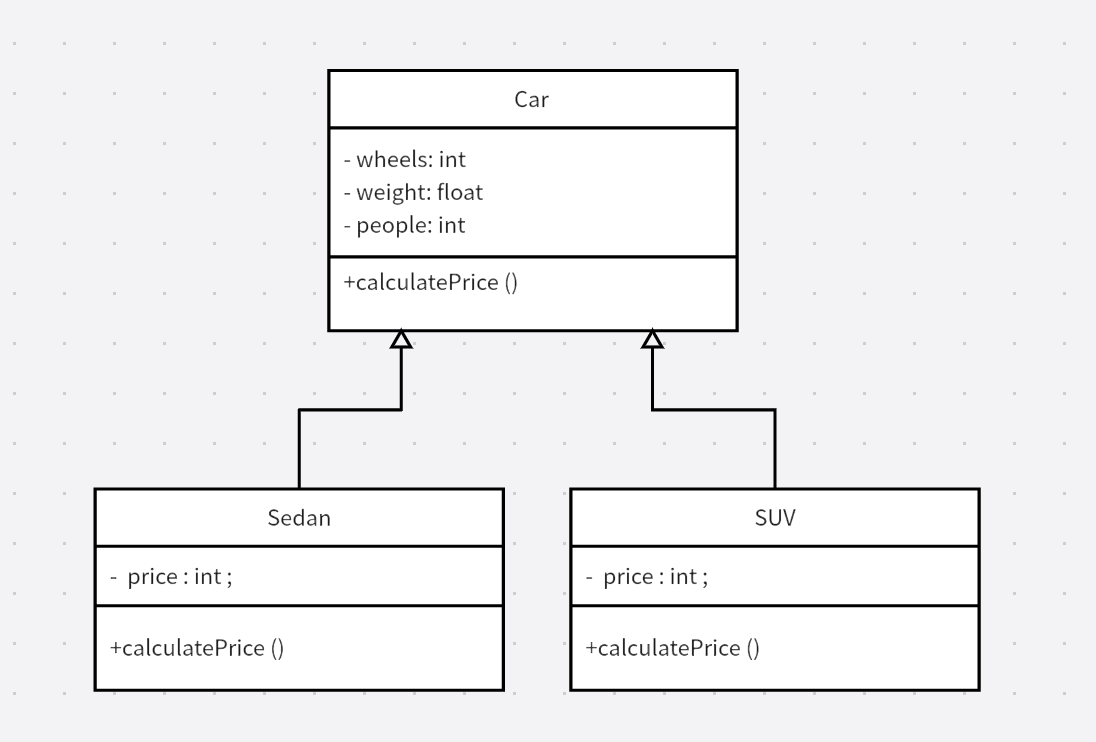 Car
- wheels: int
- weight: float
- people: int
+calculatePrice ()
Sedan
- price : int ;
+calculatePrice ()
SUV
- price : int ;
+calculatePrice ()